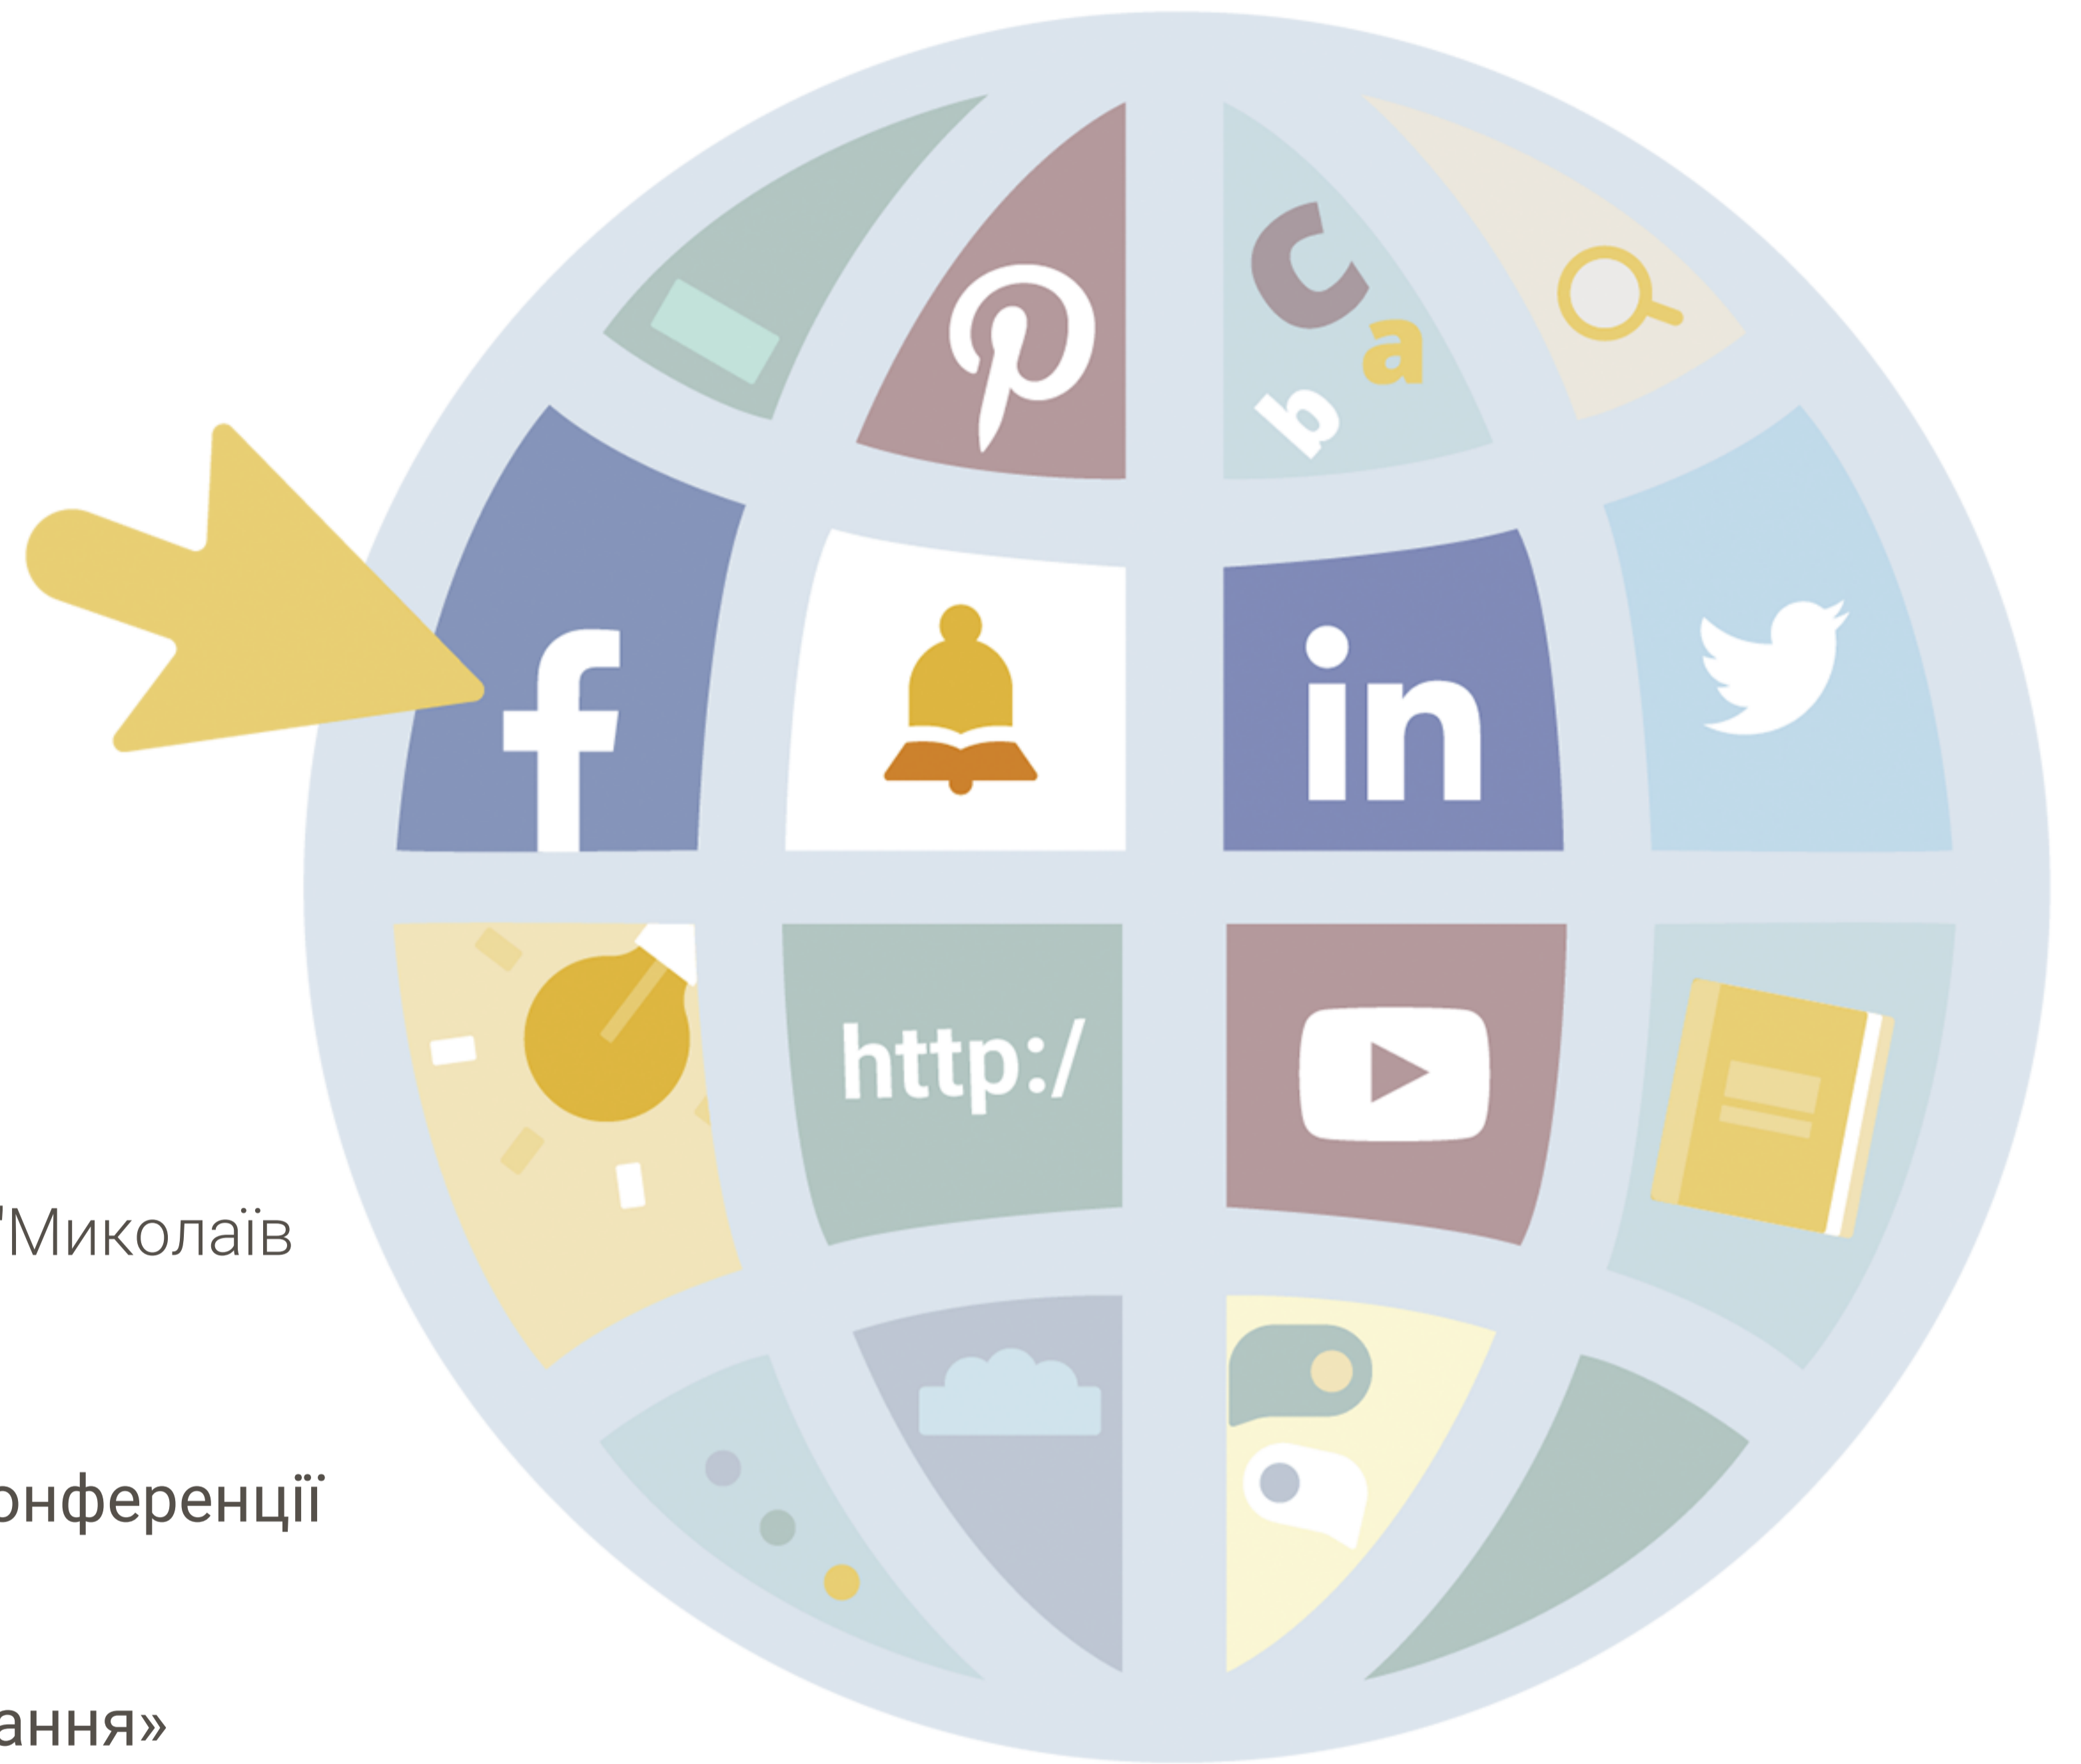 C
a
b
f
in
http:/
Миколаїв
онференції
ання»